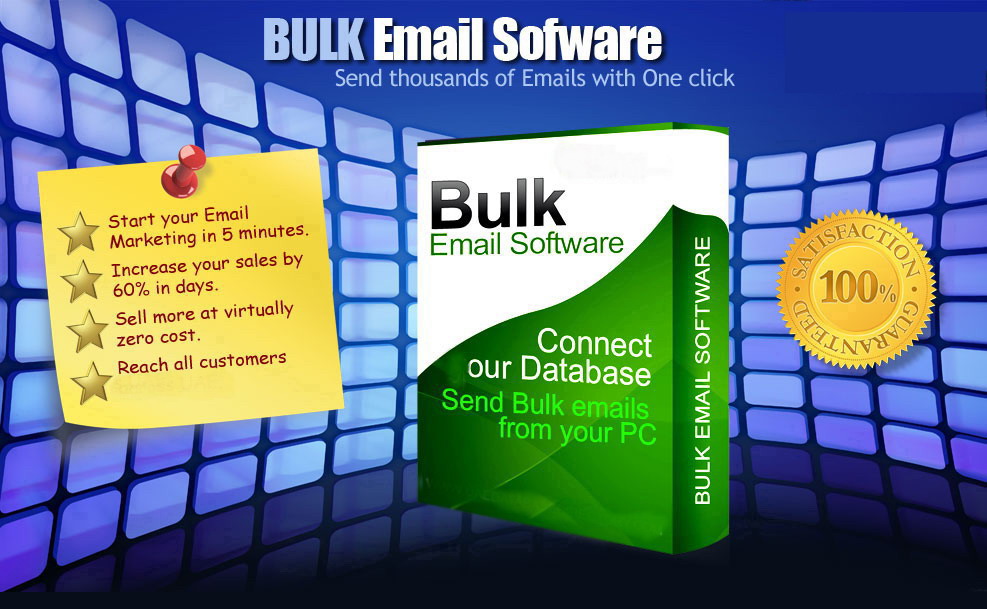 BULK Email Sofware
Send thousands of Emails with One click
Start your Email
Marketing in 5 minutes.
Increase your sales by
60% in days.
Sell more at virtually
zero cost.
Reach all customers
Bulk
Email Software
Connect
our Database
Send Bulk emails
from your PC
BULK EMAIL SOFTWARE
SATISFACTION
100%
GUARANTEED